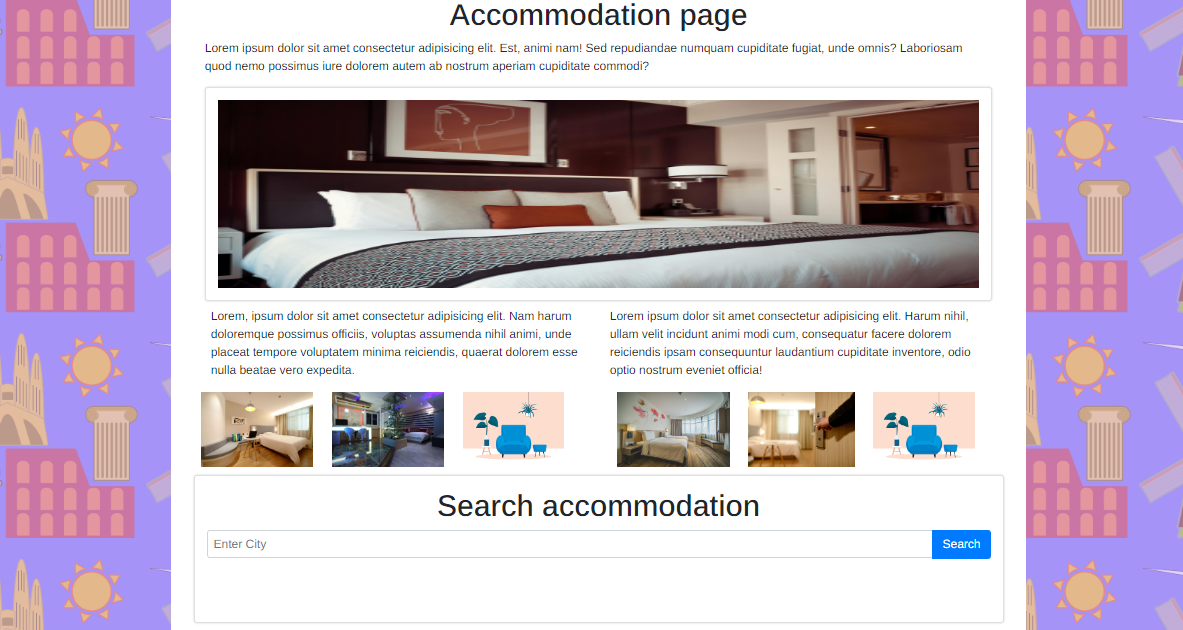 Accommodation page
Lorem ipsum dolor sit amet consectetur adipisicing elit. Est, animi nam! Sed repudiandae numquam cupiditate fugiat, unde omnis? Laboriosam
quod nemo possimus iure dolorem autem ab nostrum aperiam cupiditate commodi?
Lorem, ipsum dolor sit amet consectetur adipisicing elit. Nam harum
doloremque possimus officiis, voluptas assumenda nihil animi, unde
placeat tempore voluptatem minima reiciendis, quaerat dolorem esse
nulla beatae vero expedita.
Lorem ipsum dolor sit amet consectetur adipisicing elit. Harum nihil,
ullam velit incidunt animi modi cum, consequatur facere dolorem
reiciendis ipsam consequuntur laudantium cupiditate inventore, odio
optio nostrum eveniet officia!
Search accommodation
Enter City
Search